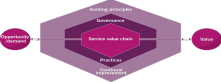 Guiding principles
Governance
Opportunity
/demand
Service value chain
Value
Practices
Continual
improvement